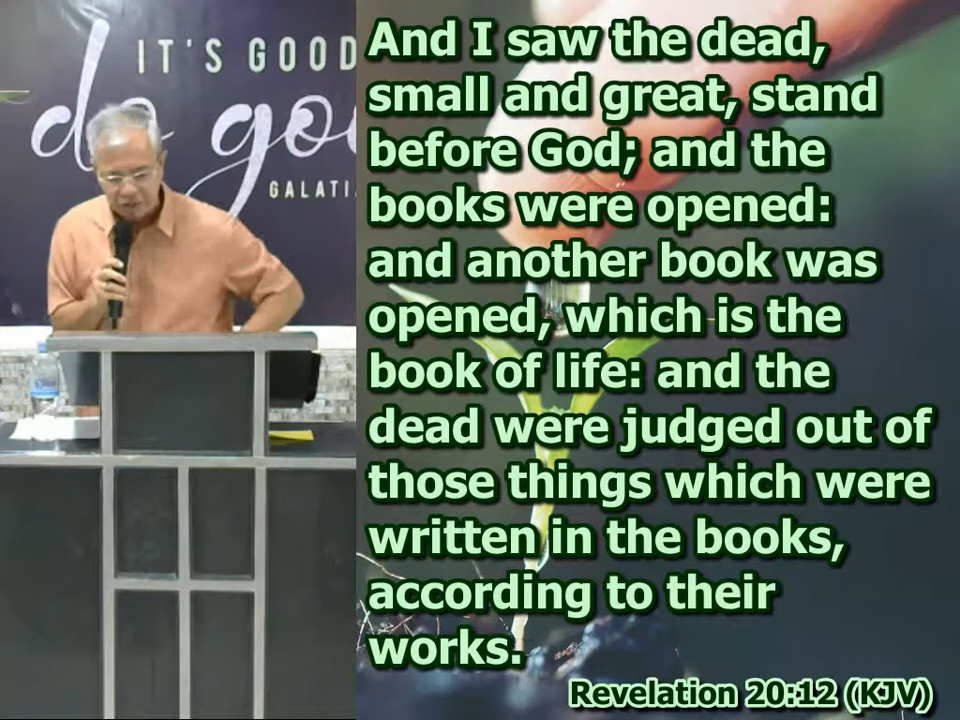 IT'S GOOD
do go
GALATI
And I saw the dead,
small and great, stand
before God; and the
books were opened:
and another book was
opened, which is the
book of life: and the
dead were judged out of
those things which were
written in the books,
according to their
works.
Revelation 20:12 (KJV)